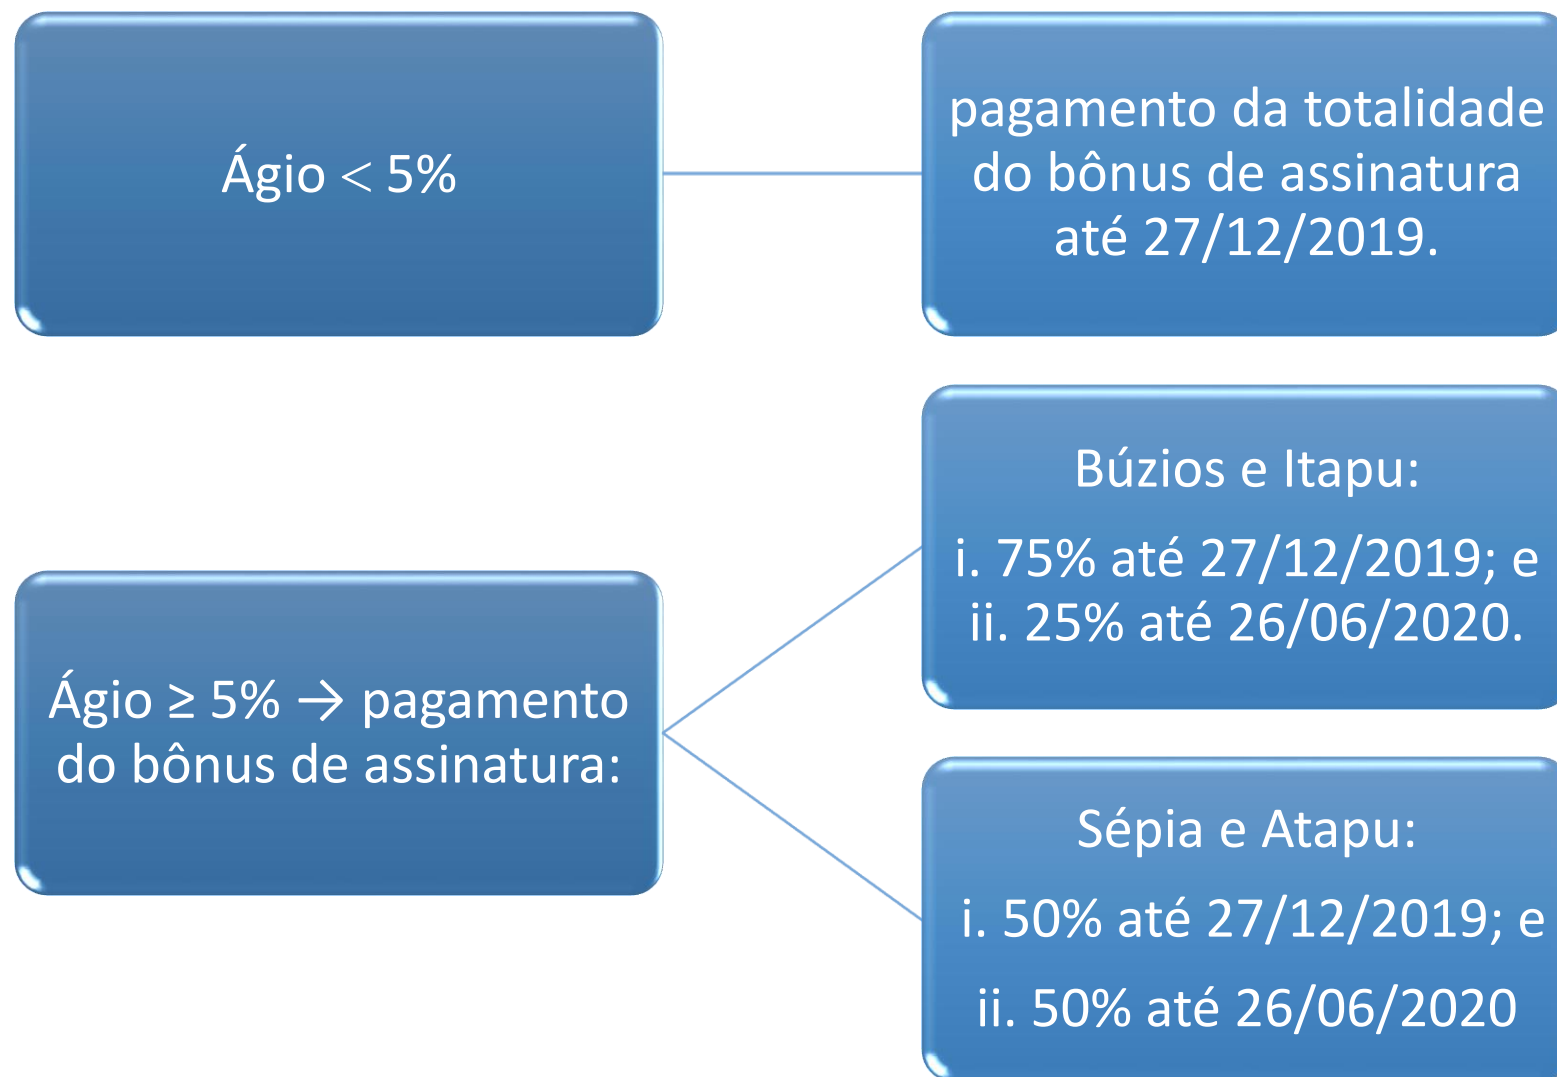 Ágio < 5%
pagamento da totalidade
do bônus de assinatura
até 27/12/2019.
Ágio ≥ 5% → pagamento
do bônus de assinatura:
Búzios e Itapu:
i. 75% até 27/12/2019; e
ii. 25% até 26/06/2020.
Sépia e Atapu:
i. 50% até 27/12/2019; e
ii. 50% até 26/06/2020